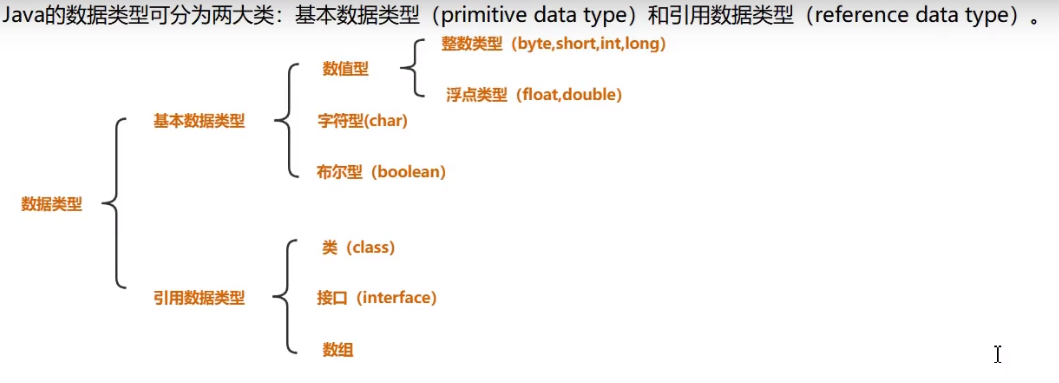 Java的数据类型可分为两大类：基本数据类型（primitive data type）和引用数据类型（reference data type）。
整数类型（byte,short,int,long）
数值型
浮点类型（float,double）
基本数据类型
字符型(char)
布尔型（boolean）
数据类型
类（class）
引用数据类型
接口（interface）
数组